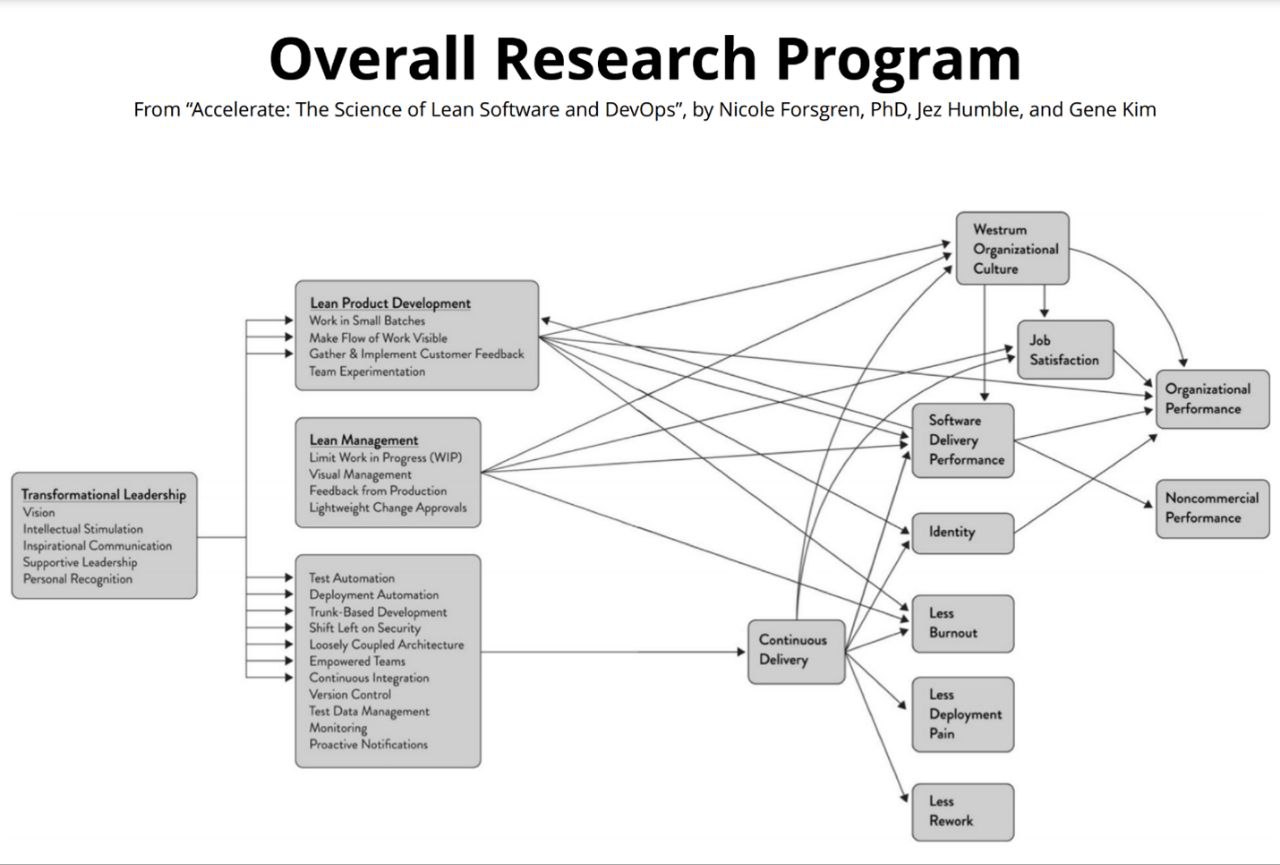 Overall Research Program
From “Accelerate: The Science of Lean Software and DevOps”, by Nicole Forsgren, PhD, Jez Humble, and Gene Kim
Transformational Leadership
Vision
Intellectual Stimulation
Inspirational Communication
Supportive Leadership
Personal Recognition
Lean Product Development
Work in Small Batches
Make Flow of Work Visible
Gather & Implement Customer Feedback
Team Experimentation
Lean Management
Limit Work in Progress (WIP)
Visual Management
Feedback from Production
Lightweight Change Approvals
Test Automation
Deployment Automation
Trunk-Based Development
Shift Left on Security
Loosely Coupled Architecture
Empowered Teams
Continuous Integration
Version Control
Test Data Management
Monitoring
Proactive Notifications
Continuous
Delivery
Westrum
Organizational
Culture
Job
Satisfaction
Software
Delivery
Performance
Identity
Less
Burnout
Less
Deployment
Pain
Less
Rework
Organizational
Performance
Noncommercial
Performance